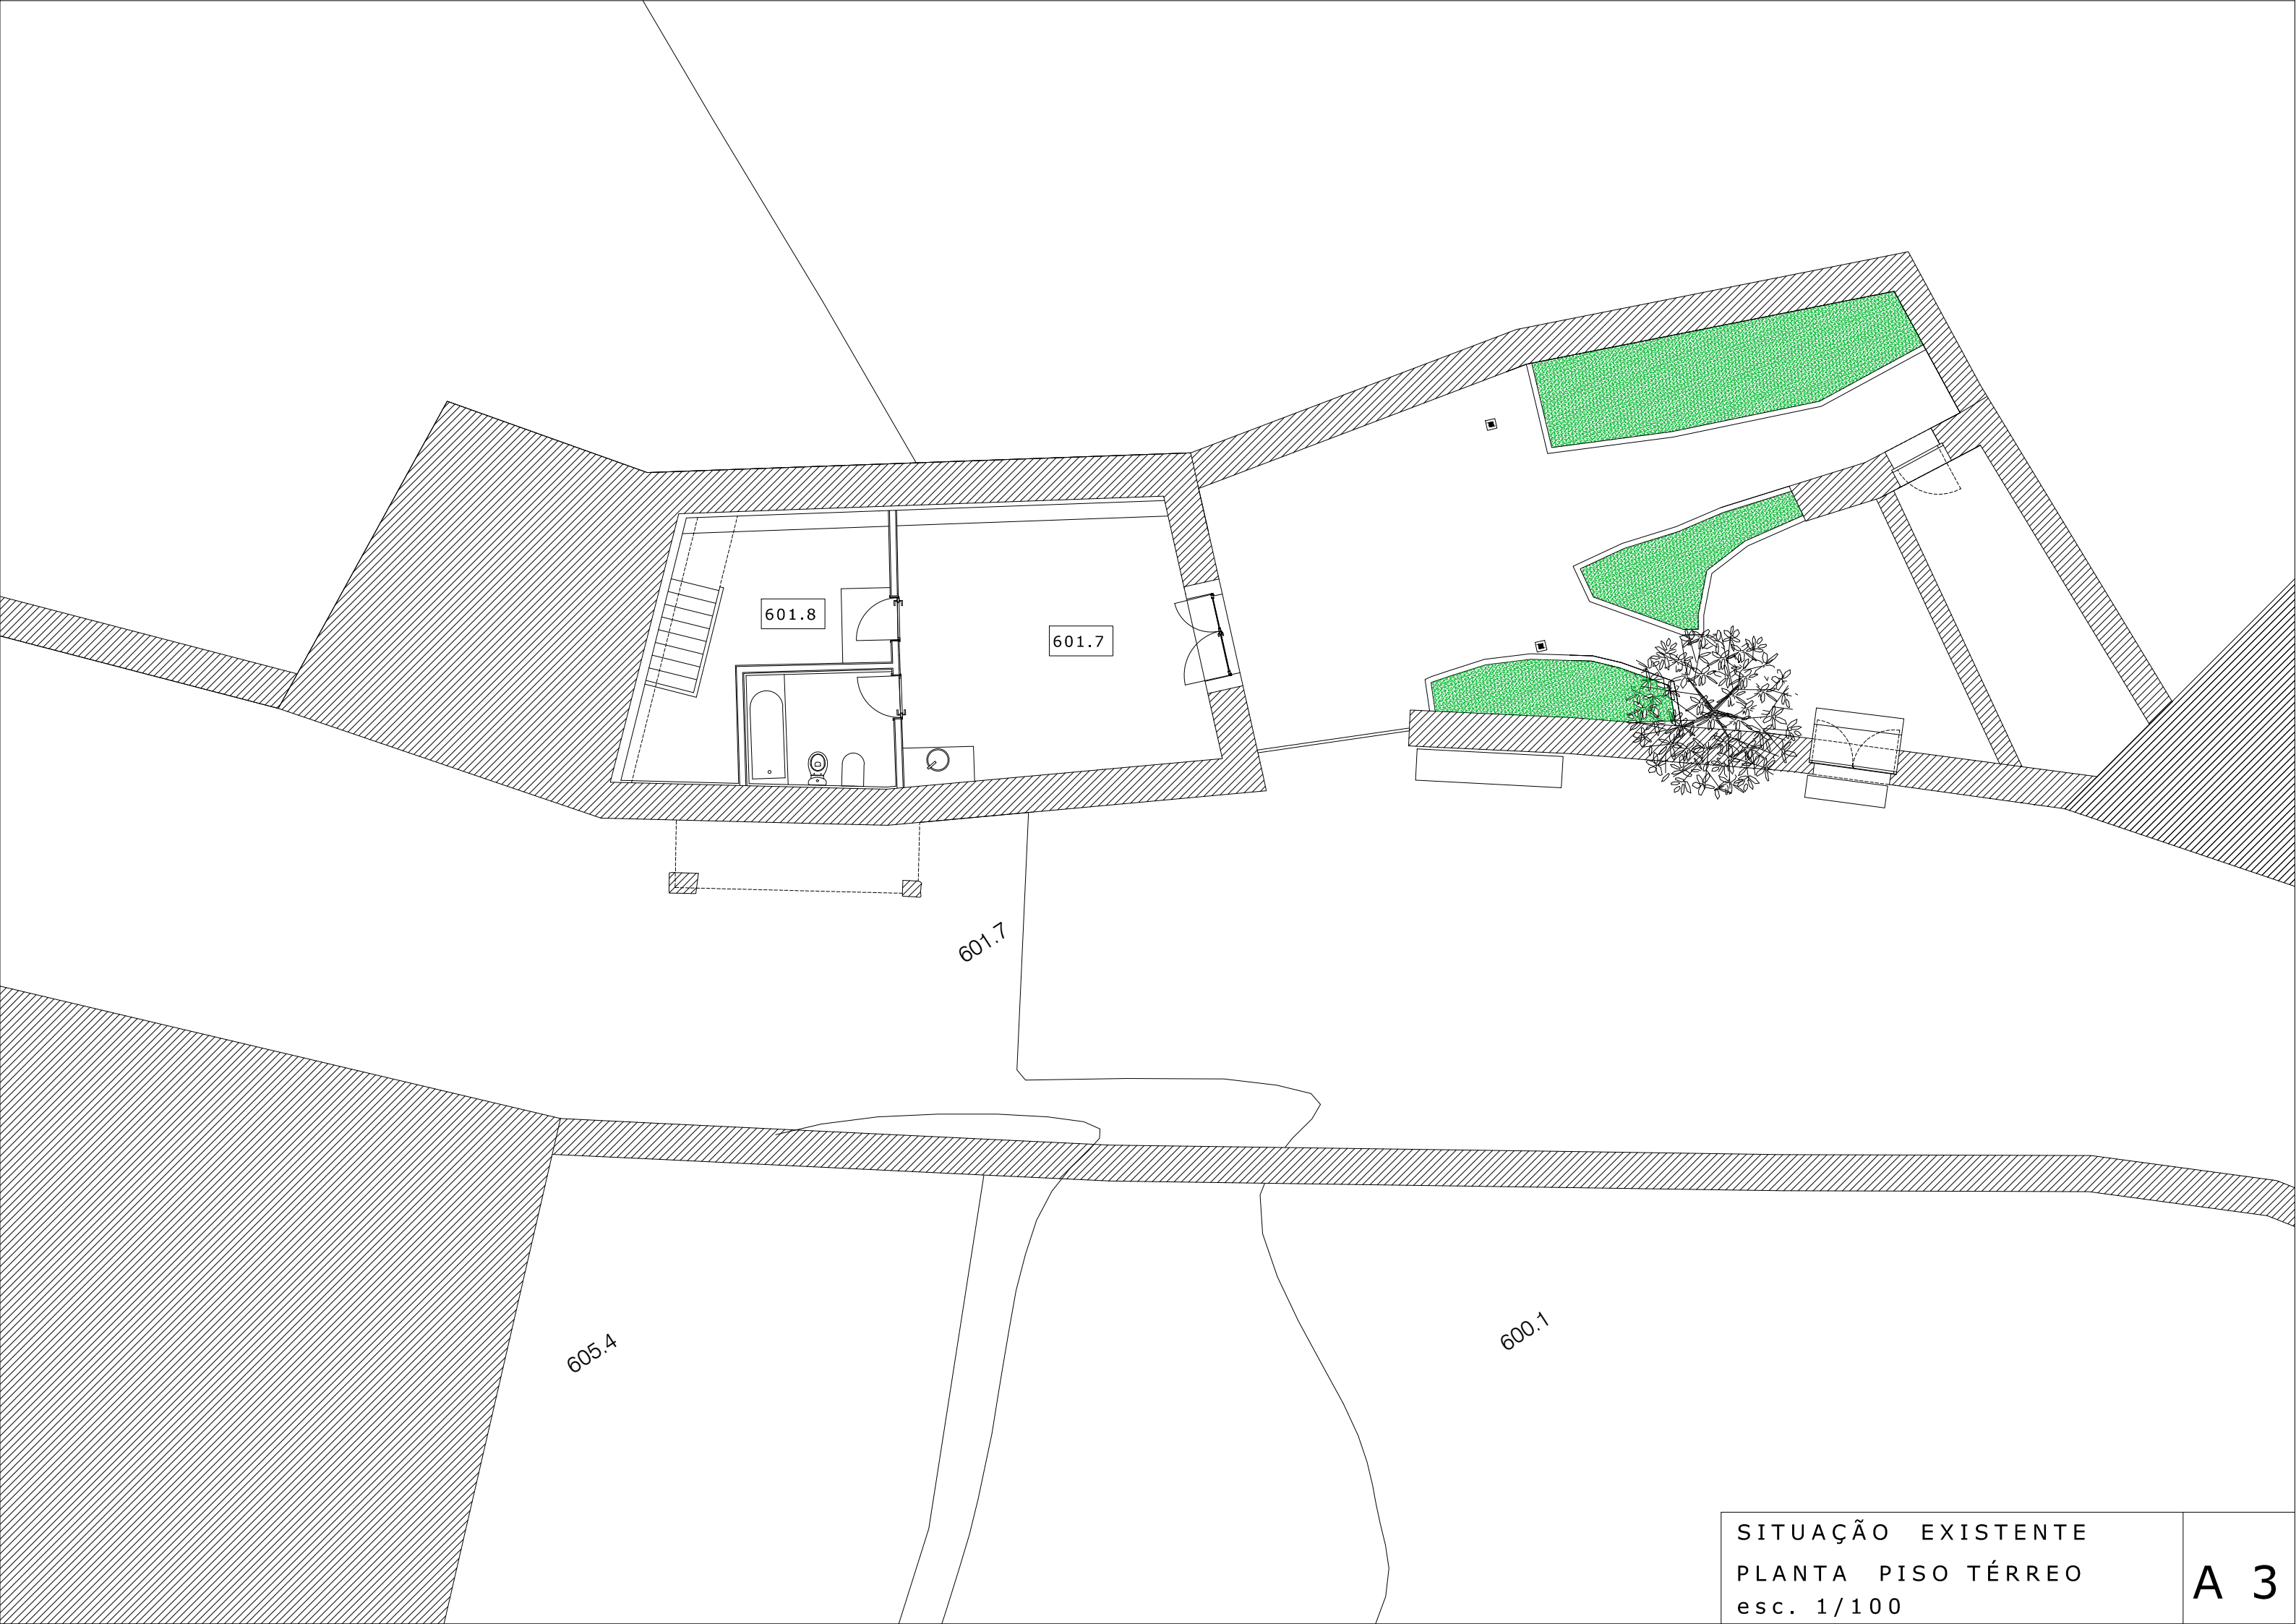 601.8
601.7
601.7
605.4
600.1
SITUAÇÃO EXISTENTE
PLANTA PISO TÉRREO
esc. 1/100
A 3